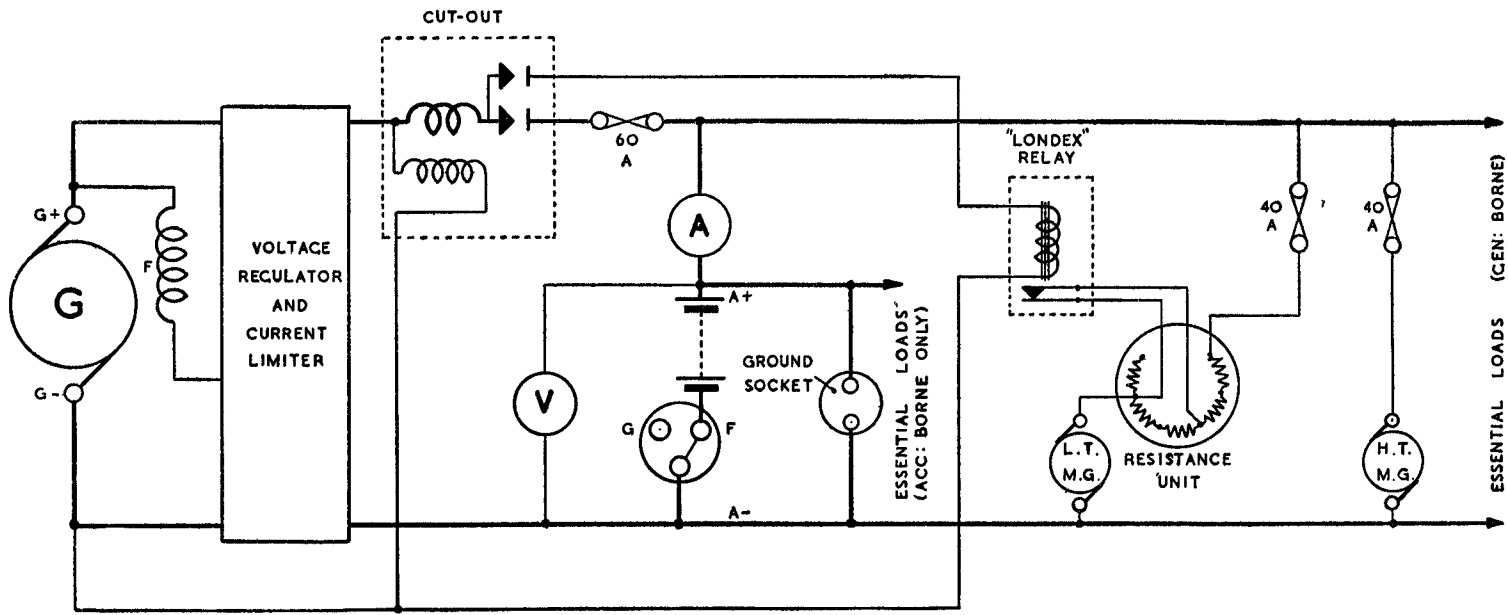 CUT-OUT
60
A
"LONDEX"
RELAY
G+
F
G
G-
VOLTAGE
REGULATOR
AND
CURRENT
LIMITER
A
A+
V
G
F
A-
GROUND
SOCKET
ESSENTIAL LOADS
(ACC: BORNE ONLY)
40
A
40
A
L.T.
M.G.
RESISTANCE
UNIT
H.T.
M.G.
ESSENTIAL LOADS (GEN: BORNE)